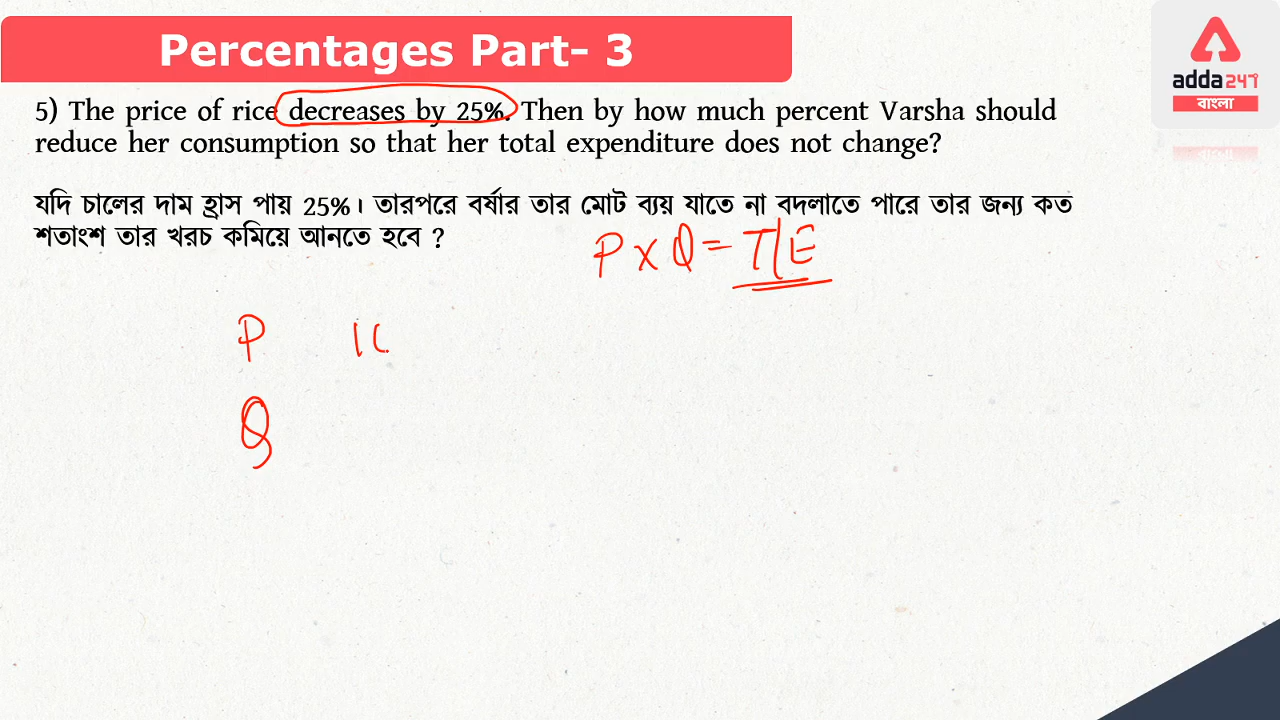 Percentages Part- 3
adda247
বাংলা
5) The price of rice decreases by 25%. Then by how much percent Varsha should
reduce her consumption so that her total expenditure does not change?
যদি চালের দাম হ্রাস পায় 25%। তারপরে বর্ষার তার মোট ব্যয় যাতে না বদলাতে পারে তার জন্য কত
শতাংশ তার খরচ কমিয়ে আনতে হবে ?
P x Q = T/E
P
Q